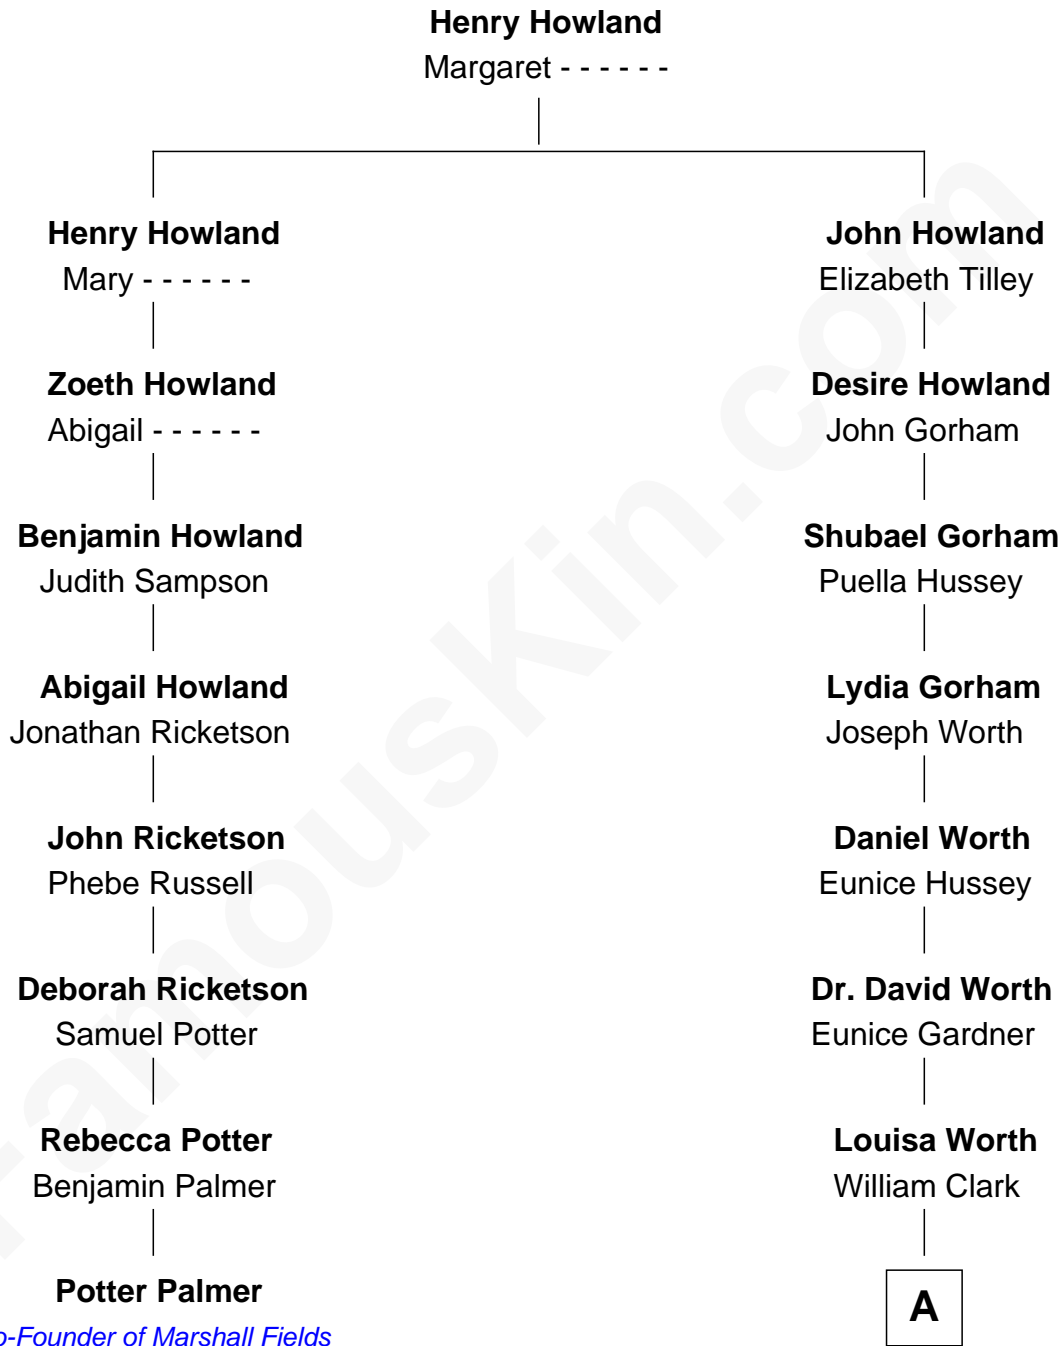 Henry Howland
Margaret - - - - - -
Henry Howland
Mary - - - - - -
John Howland
Elizabeth Tilley
Zoeth Howland
Abigail - - - - - -
Desire Howland
John Gorham
Benjamin Howland
Judith Sampson
Shubael Gorham
Puella Hussey
Abigail Howland
Jonathan Ricketson
Lydia Gorham
Joseph Worth
John Ricketson
Phebe Russell
Daniel Worth
Eunice Hussey
Deborah Ricketson
Samuel Potter
Dr. David Worth
Eunice Gardner
Rebecca Potter
Benjamin Palmer
Louisa Worth
William Clark
Potter Palmer
o-Founder of Marshall Fields
A
FamousKin.com